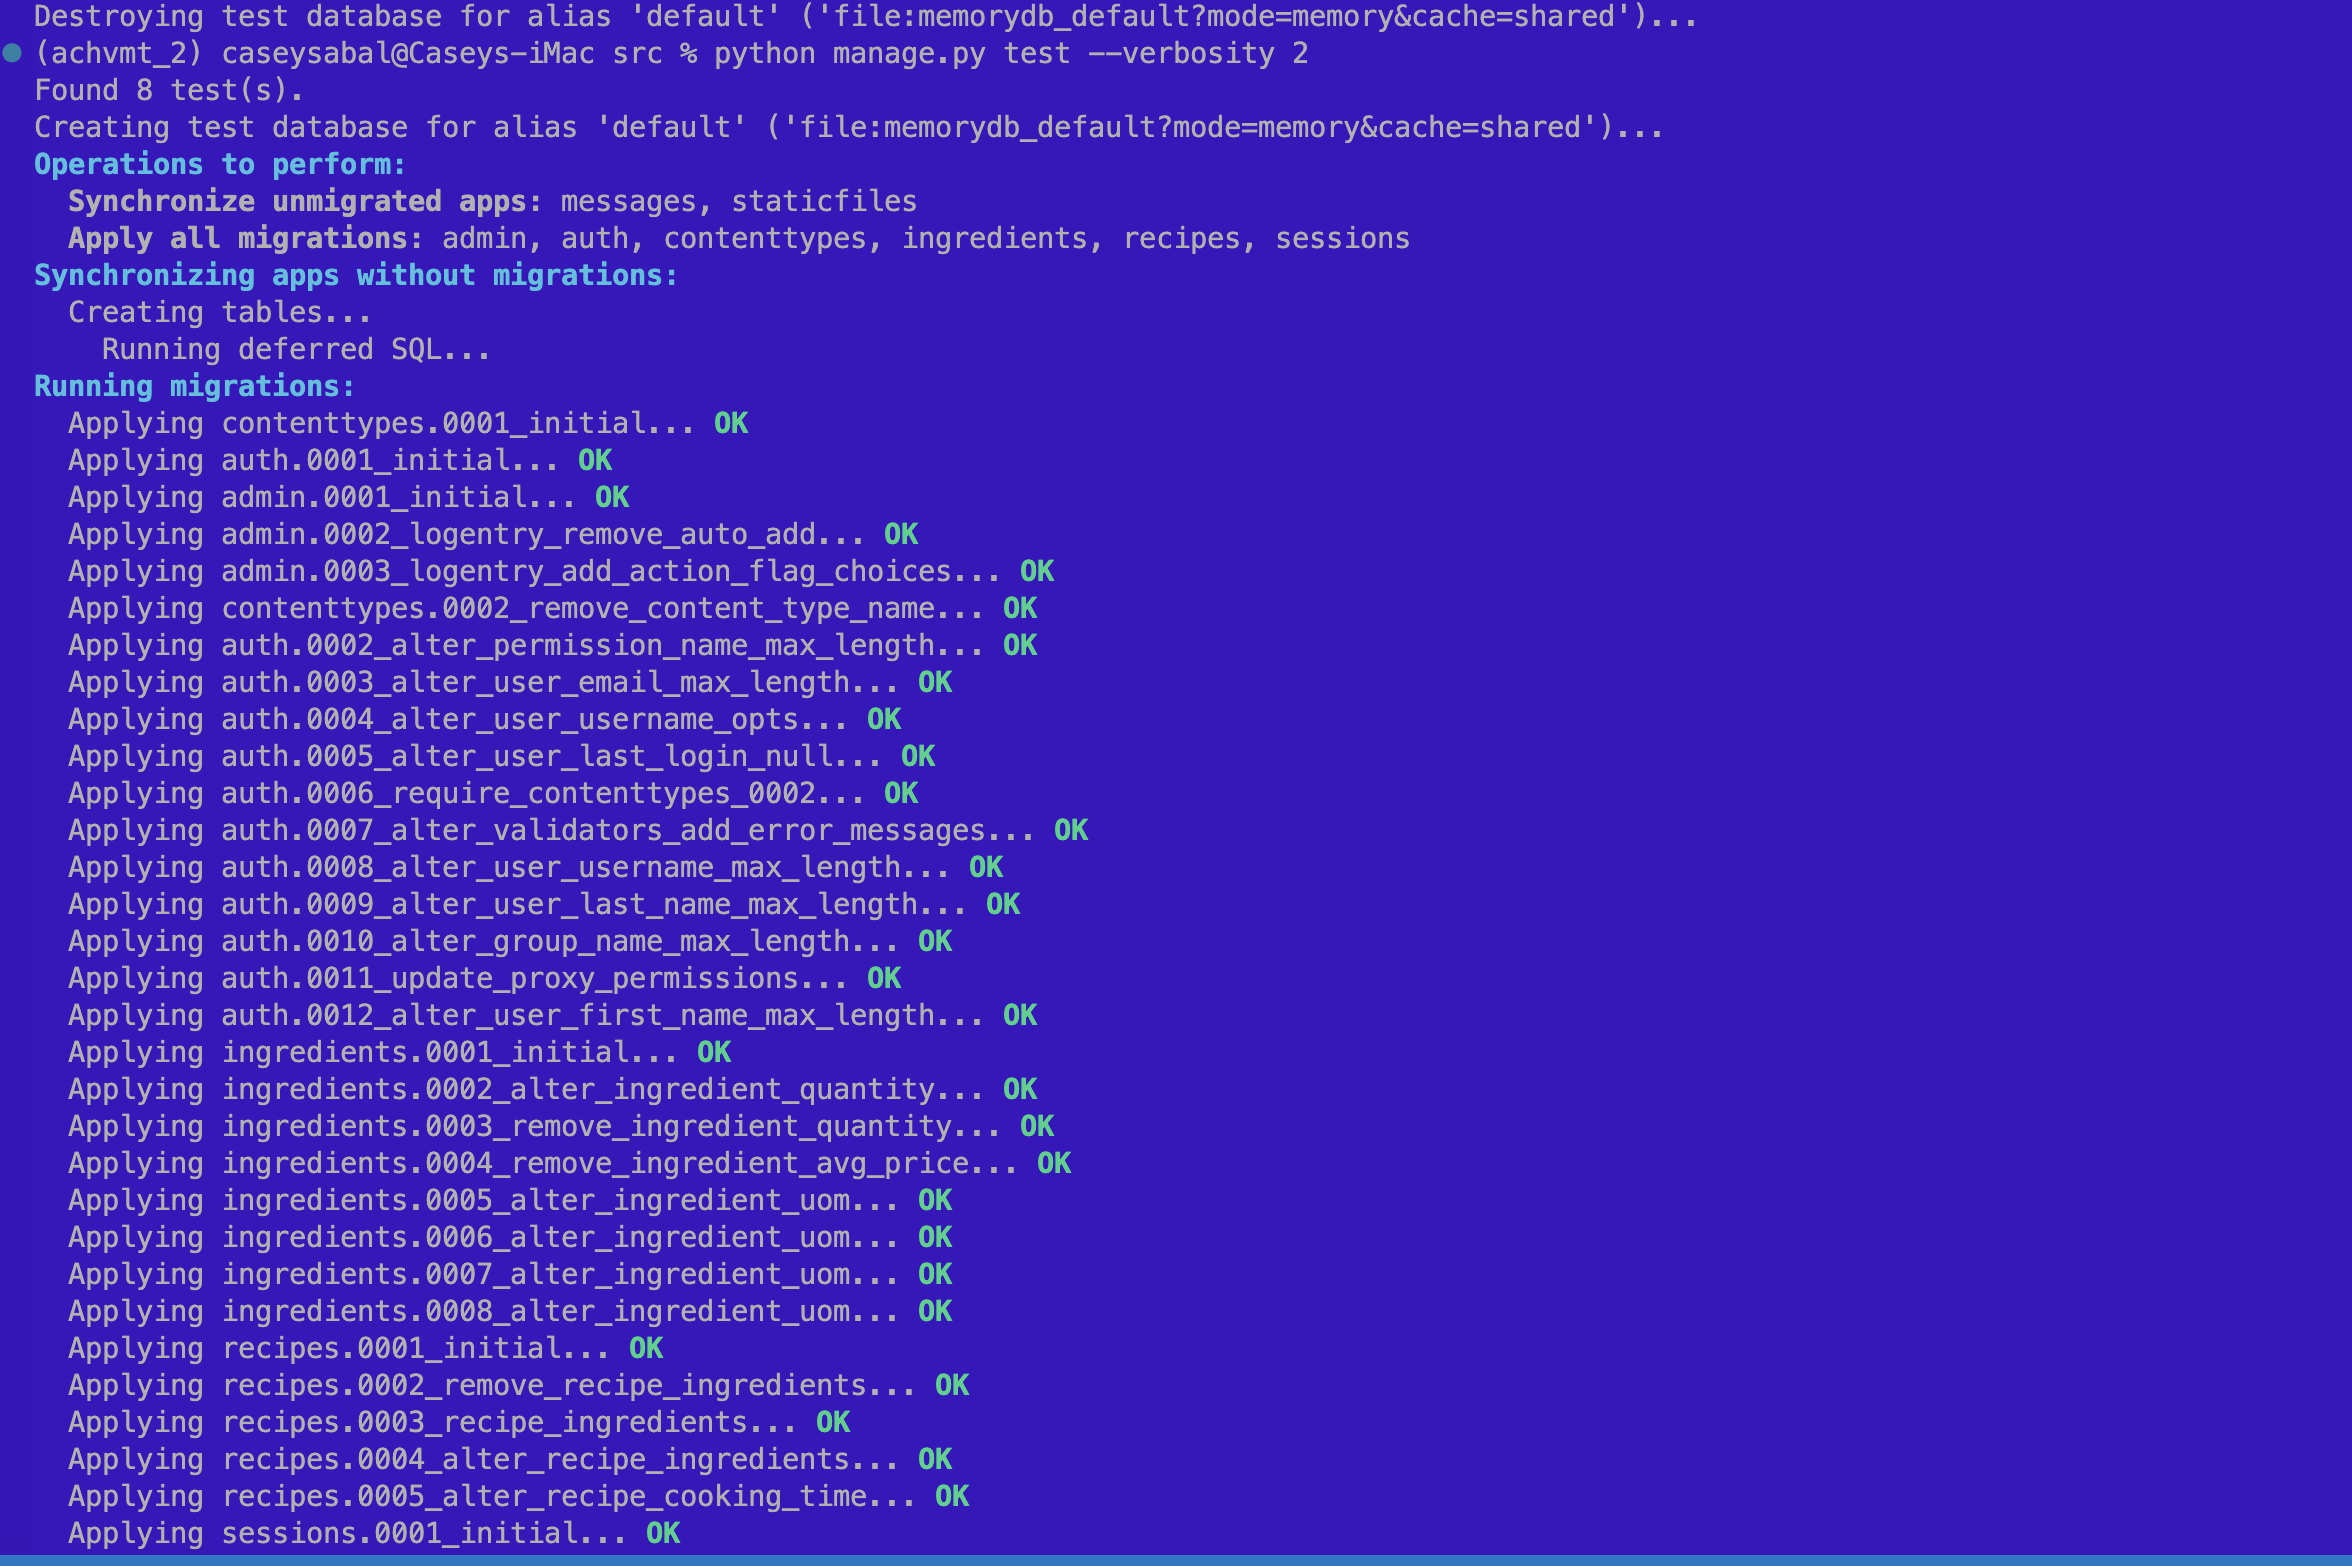 Destroying test database for alias 'default' ('file:memorydb_default?mode=memory&cache=shared')...
(achvmt_2) caseysabal@Caseys-iMac src % python manage.py test --verbosity 2
Found 8 test(s).
Creating test database for alias 'default' ('file:memorydb_default?mode=memory&cache=shared')...
Operations to perform:
  Synchronize unmigrated apps: messages, staticfiles
  Apply all migrations: admin, auth, contenttypes, ingredients, recipes, sessions
Synchronizing apps without migrations:
  Creating tables...
    Running deferred SQL...
Running migrations:
  Applying contenttypes.0001_initial... OK
  Applying auth.0001_initial... OK
  Applying admin.0001_initial... OK
  Applying admin.0002_logentry_remove_auto_add... OK
  Applying admin.0003_logentry_add_action_flag_choices... OK
  Applying contenttypes.0002_remove_content_type_name... OK
  Applying auth.0002_alter_permission_name_max_length... OK
  Applying auth.0003_alter_user_email_max_length... OK
  Applying auth.0004_alter_user_username_opts... OK
  Applying auth.0005_alter_user_last_login_null... OK
  Applying auth.0006_require_contenttypes_0002... OK
  Applying auth.0007_alter_validators_add_error_messages... OK
  Applying auth.0008_alter_user_username_max_length... OK
  Applying auth.0009_alter_user_last_name_max_length... OK
  Applying auth.0010_alter_group_name_max_length... OK
  Applying auth.0011_update_proxy_permissions... OK
  Applying auth.0012_alter_user_first_name_max_length... OK
  Applying ingredients.0001_initial... OK
  Applying ingredients.0002_alter_ingredient_quantity... OK
  Applying ingredients.0003_remove_ingredient_quantity... OK
  Applying ingredients.0004_remove_ingredient_avg_price... OK
  Applying ingredients.0005_alter_ingredient_uom... OK
  Applying ingredients.0006_alter_ingredient_uom... OK
  Applying ingredients.0007_alter_ingredient_uom... OK
  Applying ingredients.0008_alter_ingredient_uom... OK
  Applying recipes.0001_initial... OK
  Applying recipes.0002_remove_recipe_ingredients... OK
  Applying recipes.0003_recipe_ingredients... OK
  Applying recipes.0004_alter_recipe_ingredients... OK
  Applying recipes.0005_alter_recipe_cooking_time... OK
  Applying sessions.0001_initial... OK